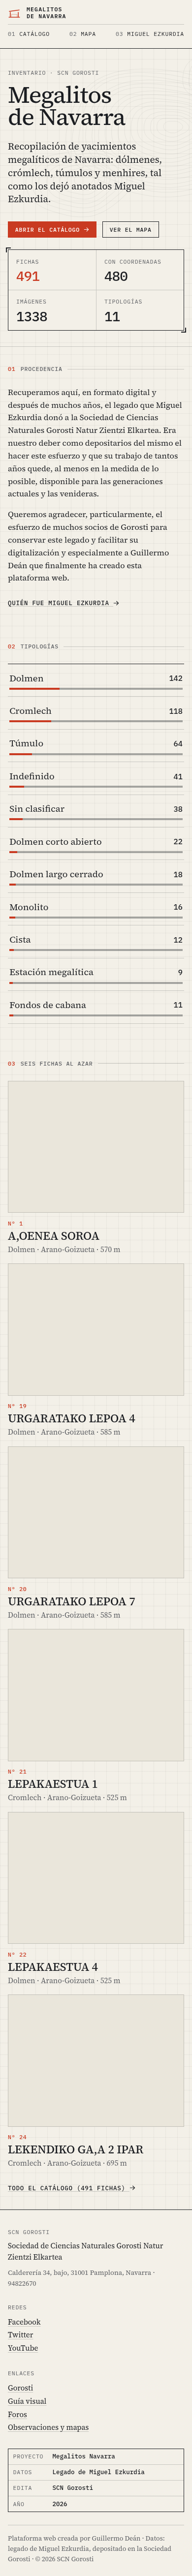 MEGALITOS
DE NAVARRA
01 CATÁLOGO
02 MAPA
03 MIGUEL EZKURDIA
INVENTARIO · SCN GOROSTI
Megalitos
de Navarra
Recopilación de yacimientos
megalíticos de Navarra: dólmenes,
crómlech, túmulos y menhires, tal
como los dejó anotados Miguel
Ezkurdia.
ABRIR EL CATÁLOGO →
VER EL MAPA
FICHAS
491
CON COORDENADAS
480
IMÁGENES
1338
TIPOLOGÍAS
11
01 PROCEDENCIA
Recuperamos aquí, en formato digital y
después de muchos años, el legado que Miguel
Ezkurdia donó a la Sociedad de Ciencias
Naturales Gorosti Natur Zientzi Elkartea. Era
nuestro deber como depositarios del mismo el
hacer este esfuerzo y que su trabajo de tantos
años quede, al menos en la medida de lo
posible, disponible para las generaciones
actuales y las venideras.
Queremos agradecer, particularmente, el
esfuerzo de muchos socios de Gorosti para
conservar este legado y facilitar su
digitalización y especialmente a Guillermo
Deán que finalmente ha creado esta
plataforma web.
QUIÉN FUE MIGUEL EZKURDIA →
02 TIPOLOGÍAS
Dolmen 142
Cromlech 118
Túmulo 64
Indefinido 41
Sin clasificar 38
Dolmen corto abierto 22
Dolmen largo cerrado 18
Monolito 16
Cista 12
Estación megalítica 9
Fondos de cabana 11
03 SEIS FICHAS AL AZAR
Nº 1
A,OENEA SOROA
Dolmen · Arano-Goizueta · 570 m
Nº 19
URGARATAKO LEPOA 4
Dolmen · Arano-Goizueta · 585 m
Nº 20
URGARATAKO LEPOA 7
Dolmen · Arano-Goizueta · 585 m
Nº 21
LEPAKAESTUA 1
Cromlech · Arano-Goizueta · 525 m
Nº 22
LEPAKAESTUA 4
Dolmen · Arano-Goizueta · 525 m
Nº 24
LEKENDIKO GA,A 2 IPAR
Cromlech · Arano-Goizueta · 695 m
TODO EL CATÁLOGO (491 FICHAS) →
SCN GOROSTI
Sociedad de Ciencias Naturales Gorosti Natur
Zientzi Elkartea
Calderería 34, bajo, 31001 Pamplona, Navarra ·
94822670
REDES
Facebook
Twitter
YouTube
ENLACES
Gorosti
Guía visual
Foros
Observaciones y mapas
PROYECTO Megalitos Navarra
DATOS Legado de Miguel Ezkurdia
EDITA SCN Gorosti
AÑO 2026
Plataforma web creada por Guillermo Deán · Datos:
legado de Miguel Ezkurdia, depositado en la Sociedad
Gorosti · © 2026 SCN Gorosti